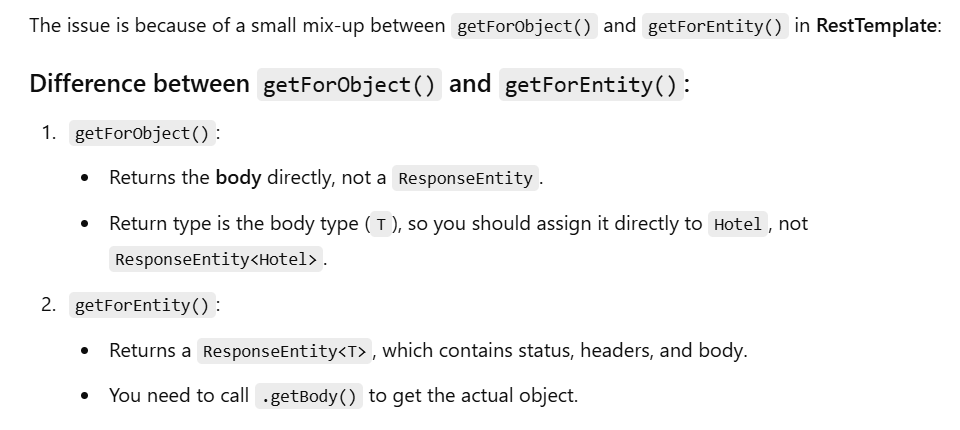 The issue is because of a small mix-up between getForObject() and getForEntity() in RestTemplate:
Difference between getForObject() and getForEntity():
1. getForObject():
• Returns the body directly, not a ResponseEntity.
• Return type is the body type (T), so you should assign it directly to Hotel, not
ResponseEntity<Hotel>.
2. getForEntity():
• Returns a ResponseEntity<T>, which contains status, headers, and body.
• You need to call .getBody() to get the actual object.